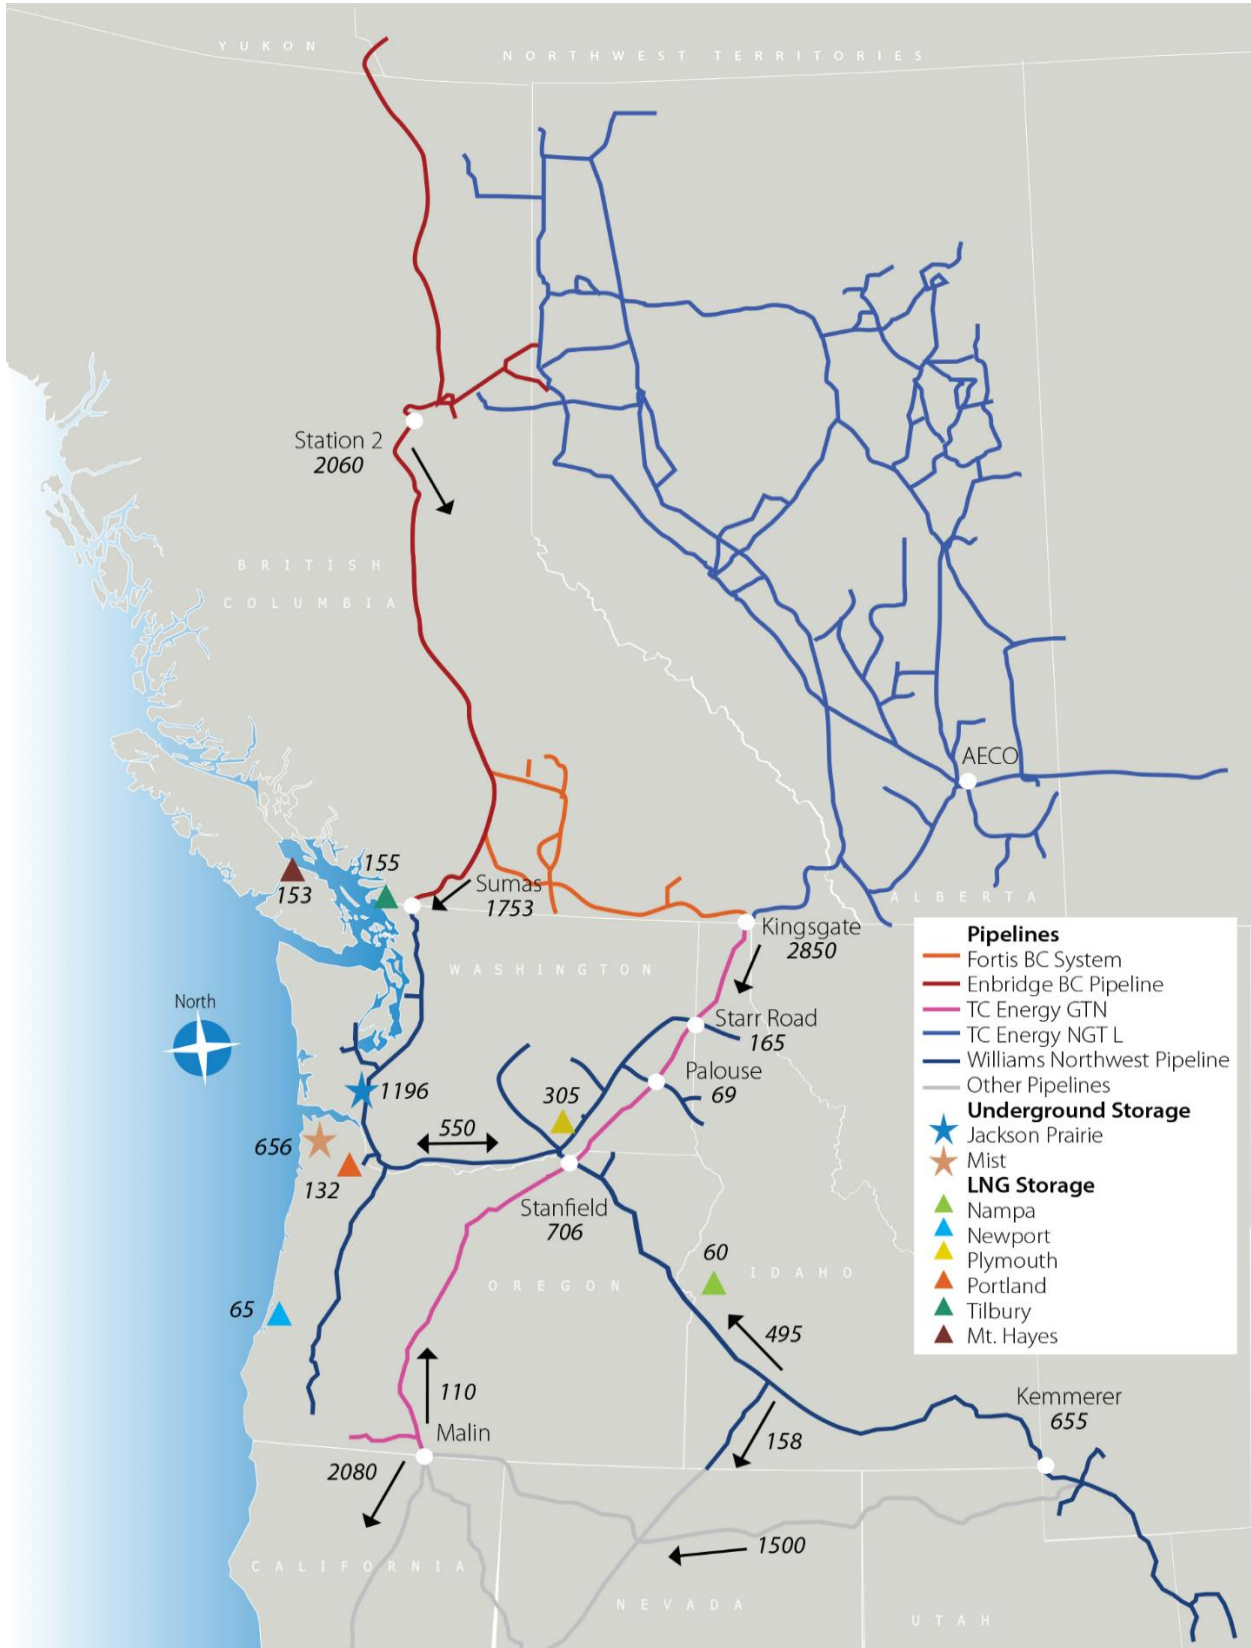 YUKON
NORTHWEST TERRITORIES
Station 2
2060
BRITISH
COLUMBIA
AECO
155
153
Sumas
1753
ALBERTA
Kingsgate
2850
WASHINGTON
North
Starr Road
165
Palouse
69
1196
305
550
656
132
Stanfield
706
60
IDAHO
OREGON
65
495
110
158
Kemmerer
655
Malin
2080
1500
CALIFORNIA
NEVADA
UTAH
Pipelines
Fortis BC System
Enbridge BC Pipeline
TC Energy GTN
TC Energy NGT L
Williams Northwest Pipeline
Other Pipelines
Underground Storage
Jackson Prairie
Mist
LNG Storage
Nampa
Newport
Plymouth
Portland
Tilbury
Mt. Hayes